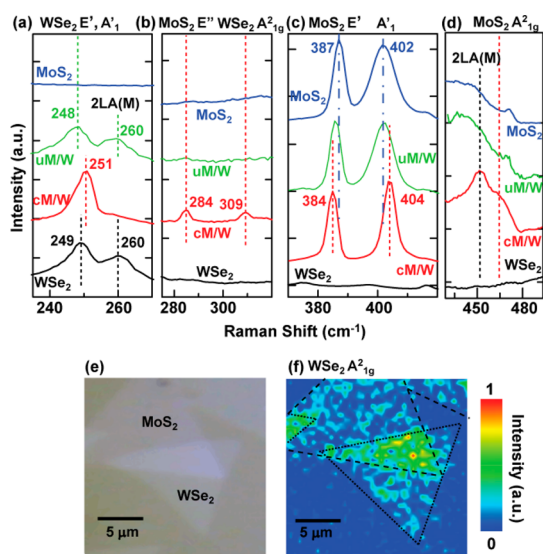 (a) WSe₂ E', A'₁
(b) MoS₂ E'' WSe₂ A²₁g
(c) MoS₂ E' A'₁
(d) MoS₂ A²₁g
Intensity (a.u.)
MoS₂
248
2LA(M)
260
uM/W
251
cM/W
249
260
WSe₂
240
260
MoS₂
uM/W
284
309
cM/W
WSe₂
280
300
387
402
MoS₂
uM/W
384
404
cM/W
WSe₂
380
400
2LA(M)
MoS₂
uM/W
cM/W
WSe₂
450
480
Raman Shift (cm⁻¹)
(e)
MoS₂
WSe₂
5 µm
(f) WSe₂ A²₁g
5 µm
1
0
Intensity (a.u.)